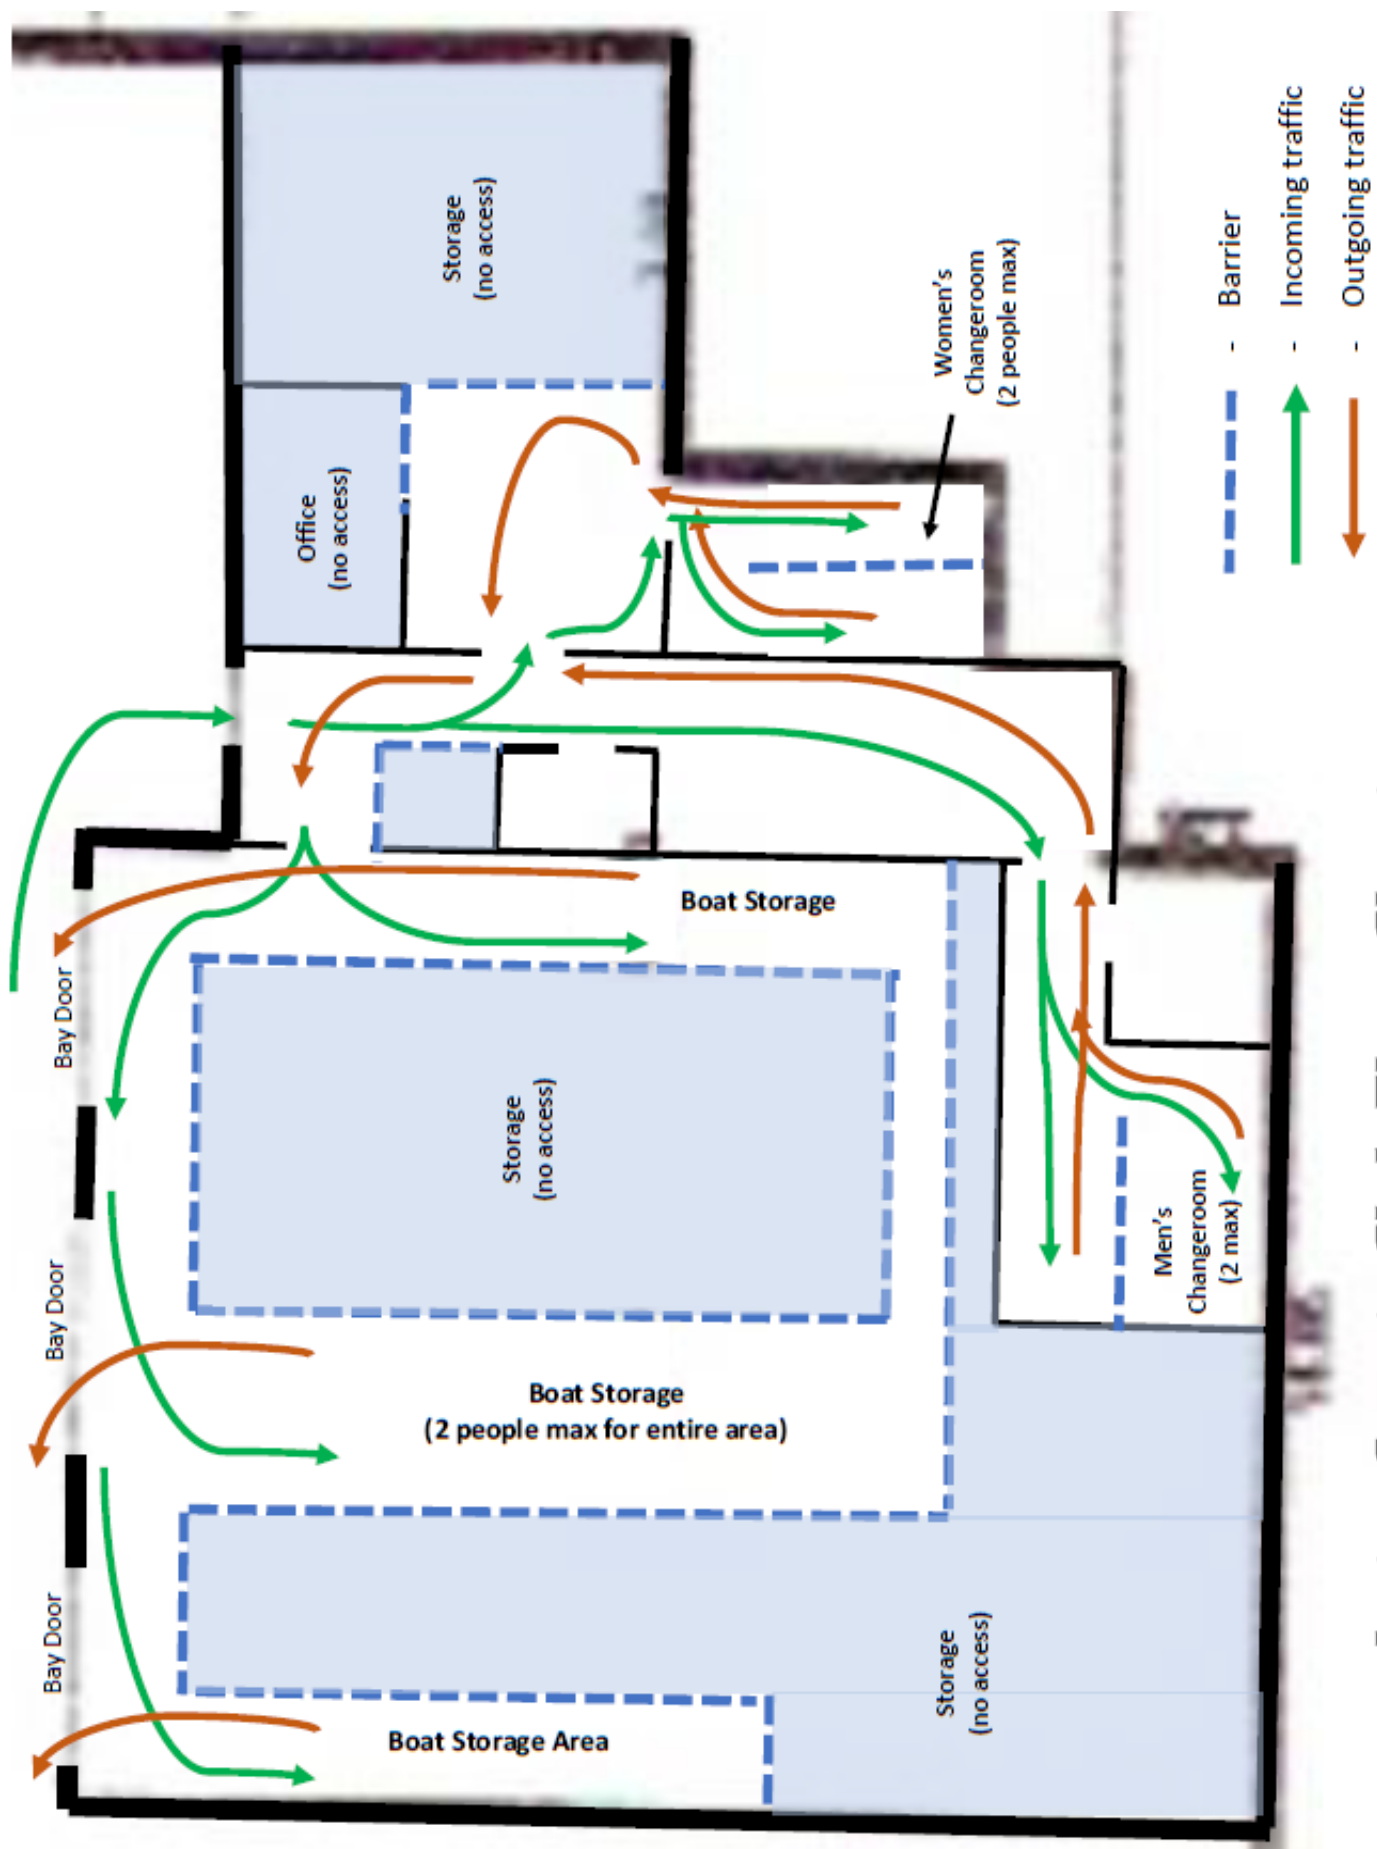 Storage
(no access)
Office
(no access)
Women's
Changeroom
(2 people max)
- Barrier
- Incoming traffic
- Outgoing traffic
Bay Door
Boat Storage
Storage
(no access)
Bay Door
Boat Storage
(2 people max for entire area)
Men's
Changeroom
(2 max)
Bay Door
Boat Storage Area
Storage
(no access)